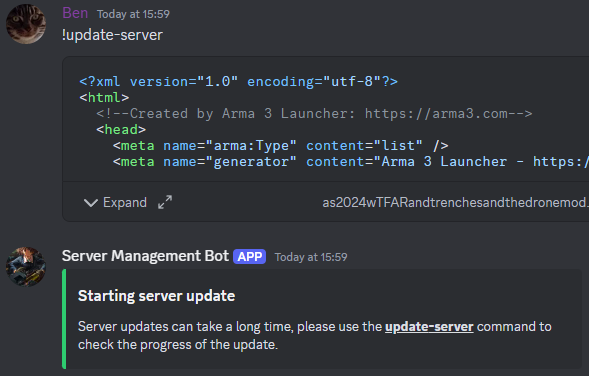 Ben Today at 15:59
!update-server
<?xml version="1.0" encoding="utf-8"?>
<html>
<!--Created by Arma 3 Launcher: https://arma3.com-->
<head>
<meta name="arma:Type" content="list" />
<meta name="generator" content="Arma 3 Launcher - https:/
Expand as2024wTFARandtrenchesandthedronemod.
Server Management Bot APP Today at 15:59
Starting server update
Server updates can take a long time, please use the update-server command to
check the progress of the update.